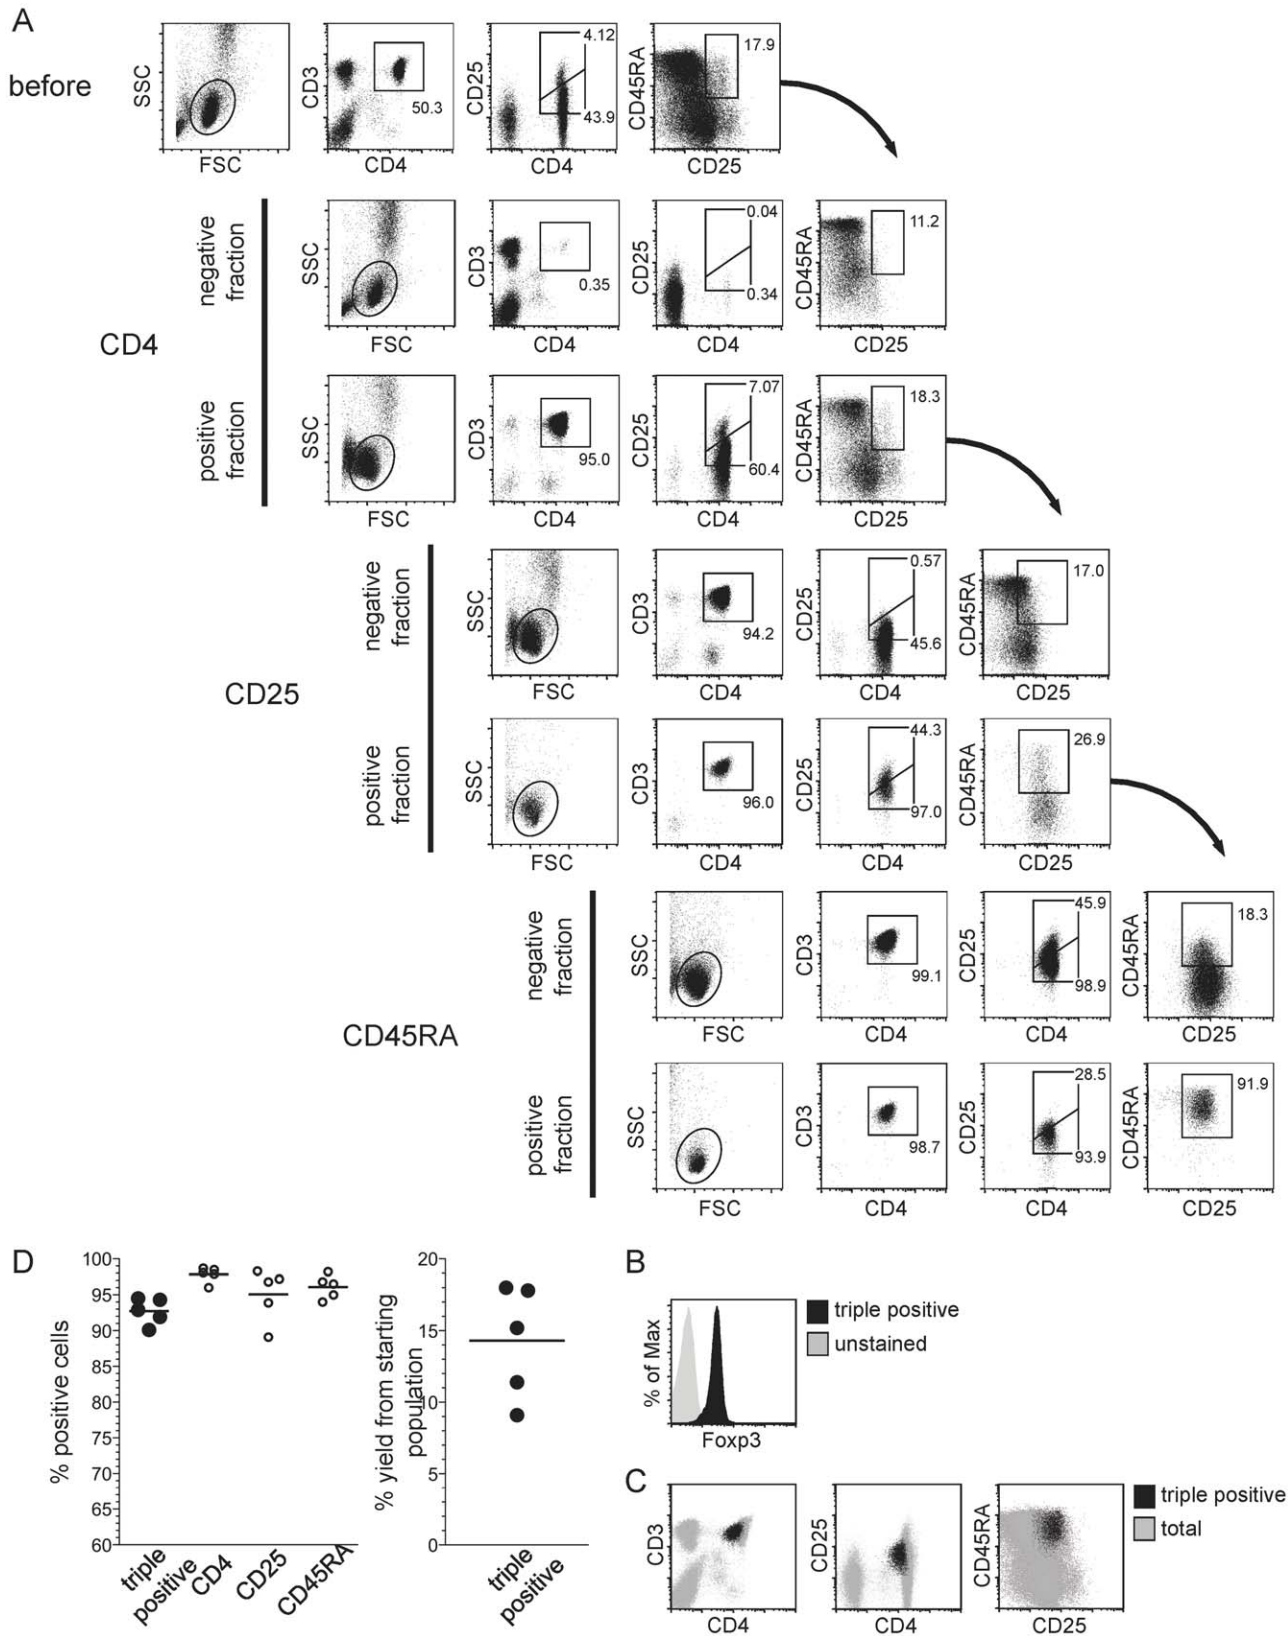 A
before
SSC
FSC
CD3
50.3
CD4
CD25
4.12
43.9
CD4
CD45RA
17.9
CD25
CD4
negative
fraction
SSC
FSC
CD3
0.35
CD4
CD25
0.04
0.34
CD4
CD45RA
11.2
CD25
positive
fraction
SSC
FSC
CD3
95.0
CD4
CD25
7.07
60.4
CD4
CD45RA
18.3
CD25
CD25
negative
fraction
SSC
FSC
CD3
94.2
CD4
CD25
0.57
45.6
CD4
CD45RA
17.0
CD25
positive
fraction
SSC
FSC
CD3
96.0
CD4
CD25
44.3
97.0
CD4
CD45RA
26.9
CD25
CD45RA
negative
fraction
SSC
FSC
CD3
99.1
CD4
CD25
45.9
98.9
CD4
CD45RA
18.3
CD25
positive
fraction
SSC
FSC
CD3
98.7
CD4
CD25
28.5
93.9
CD4
CD45RA
91.9
CD25
D
% positive cells
100
95
90
85
80
75
70
65
60
triple
positive
CD4
CD25
CD45RA
% yield from starting
population
20
15
10
5
0
triple
positive
B
% of Max
Foxp3
triple positive
unstained
C
CD3
CD4
CD25
CD4
CD45RA
CD25
triple positive
total